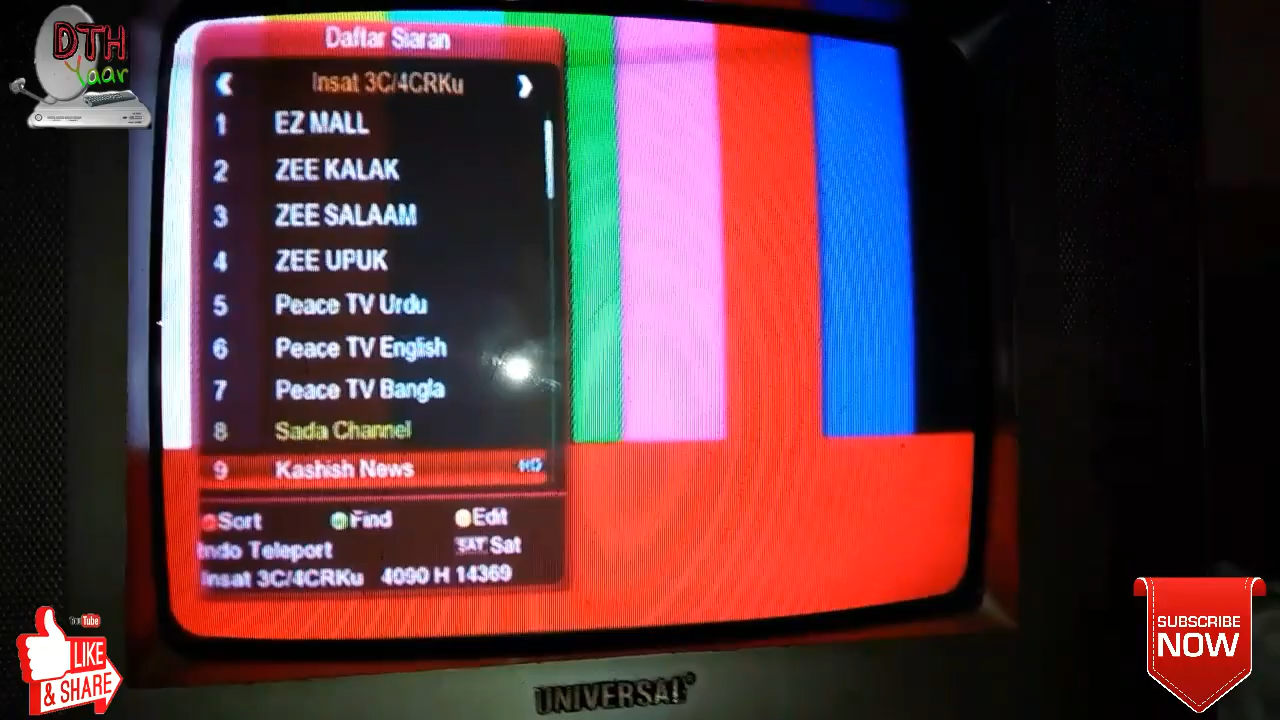 DTH
Yaar
Daftar Siaran
Insat 3C/4CRKu
1 EZ MALL
2 ZEE KALAK
3 ZEE SALAAM
4 ZEE UPUK
5 Peace TV Urdu
6 Peace TV English
7 Peace TV Bangla
8 Sada Channel
9 Kashish News HD
Sort Find Edit
Indo Teleport SAT Sat
Insat 3C/4CRKu 4090 H 14369
UNIVERSAL
YouTube
LIKE
& SHARE
SUBSCRIBE
NOW